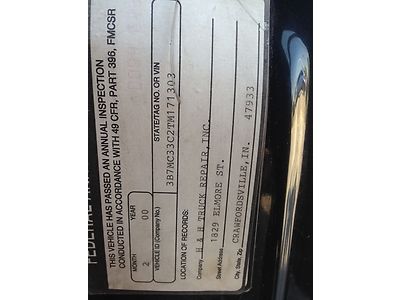 FEDERAL
THIS VEHICLE HAS PASSED AN ANNUAL INSPECTION
CONDUCTED IN ACCORDANCE WITH 49 CFR, PART 396, FMCSR
MONTH YEAR
2 00
VEHICLE ID (Company No.) STATE/TAG NO. OR VIN
3B7MC33C2TM171303
LOCATION OF RECORDS:
Company H & H TRUCK REPAIR,INC.
Street Address 1829 ELMORE ST.
City, State, Zip CRAWFORDSVILLE,IN. 47933